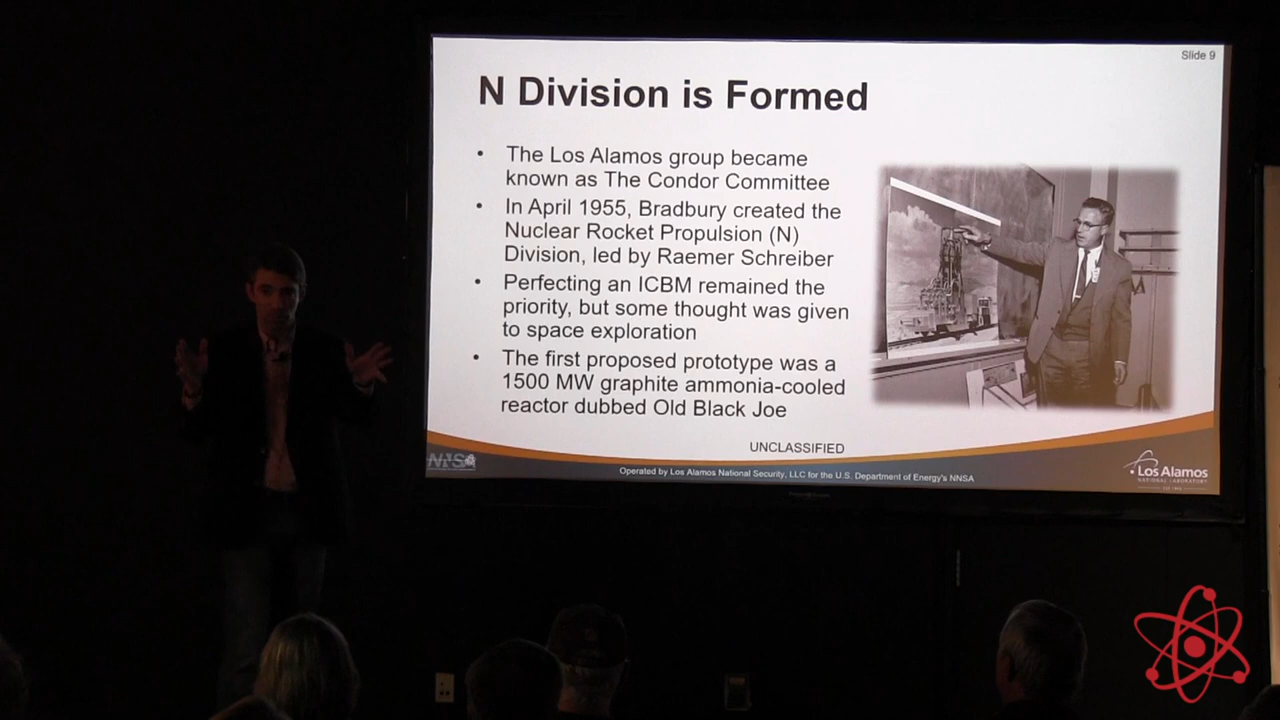 Slide 9
N Division is Formed
• The Los Alamos group became
known as The Condor Committee
• In April 1955, Bradbury created the
Nuclear Rocket Propulsion (N)
Division, led by Raemer Schreiber
• Perfecting an ICBM remained the
priority, but some thought was given
to space exploration
• The first proposed prototype was a
1500 MW graphite ammonia-cooled
reactor dubbed Old Black Joe
UNCLASSIFIED
NNSA
Operated by Los Alamos National Security, LLC for the U.S. Department of Energy's NNSA
Los Alamos
NATIONAL LABORATORY